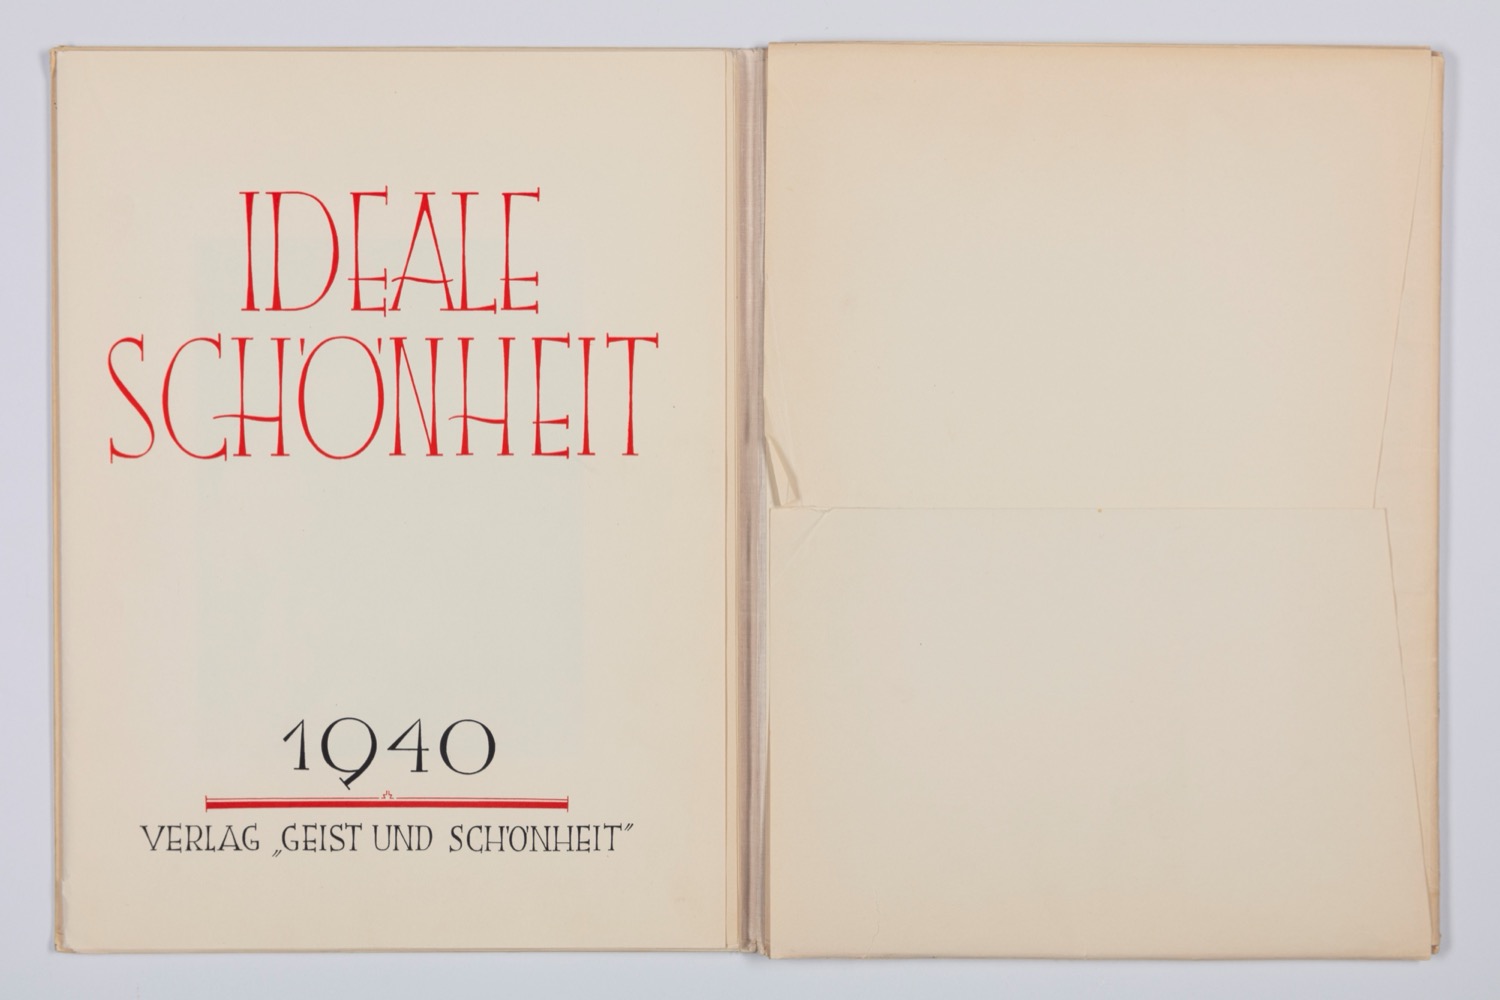 IDEALE
SCHÖNHEIT
1940
VERLAG „GEIST UND SCHÖNHEIT”